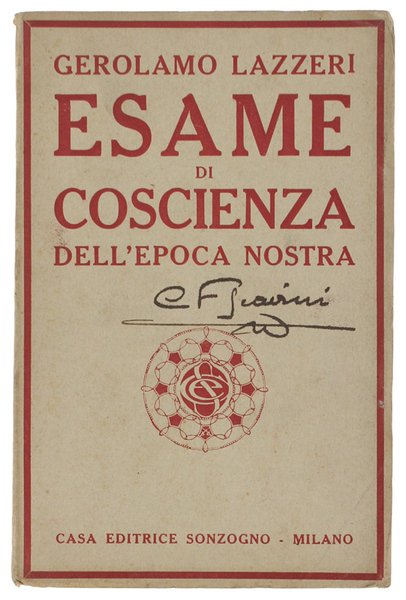 GEROLAMO LAZZERI
ESAME
DI
COSCIENZA
DELL'EPOCA NOSTRA
CASA EDITRICE SONZOGNO - MILANO